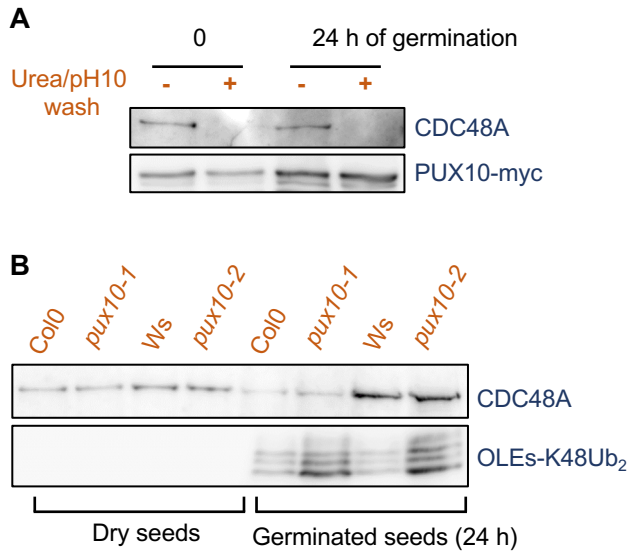 A
0 24 h of germination
Urea/pH10 - + - +
wash
CDC48A
PUX10-myc
B
Col0 pux10-1 Ws pux10-2 Col0 pux10-1 Ws pux10-2
CDC48A
OLEs-K48Ub₂
Dry seeds Germinated seeds (24 h)